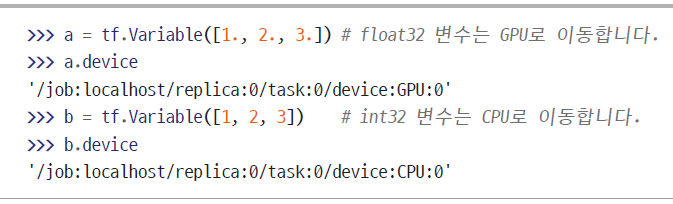 >>> a = tf.Variable([1., 2., 3.]) # float32 변수는 GPU로 이동합니다.
>>> a.device
'/job:localhost/replica:0/task:0/device:GPU:0'
>>> b = tf.Variable([1, 2, 3])    # int32 변수는 CPU로 이동합니다.
>>> b.device
'/job:localhost/replica:0/task:0/device:CPU:0'